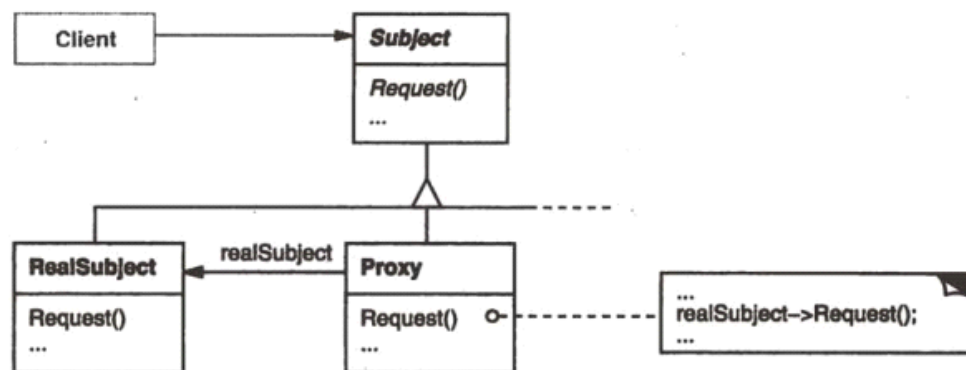 Client
Subject
Request()
...
RealSubject
Request()
...
realSubject
Proxy
Request()
...
...
realSubject–>Request();
...